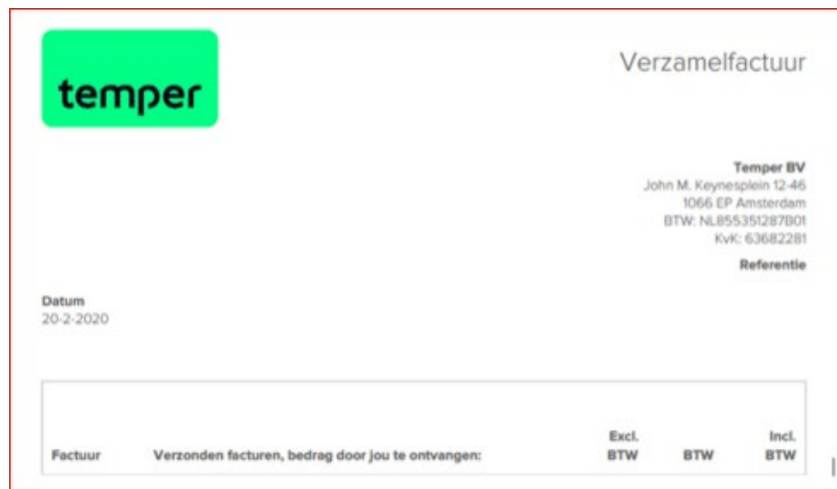 temper
Verzamelfactuur
Temper BV
John M. Keynesplein 12-46
1066 EP Amsterdam
BTW: NL855351287B01
KvK: 63682281
Referentie
Datum
20-2-2020
Factuur Verzonden facturen, bedrag door jou te ontvangen: Excl. BTW BTW Incl. BTW